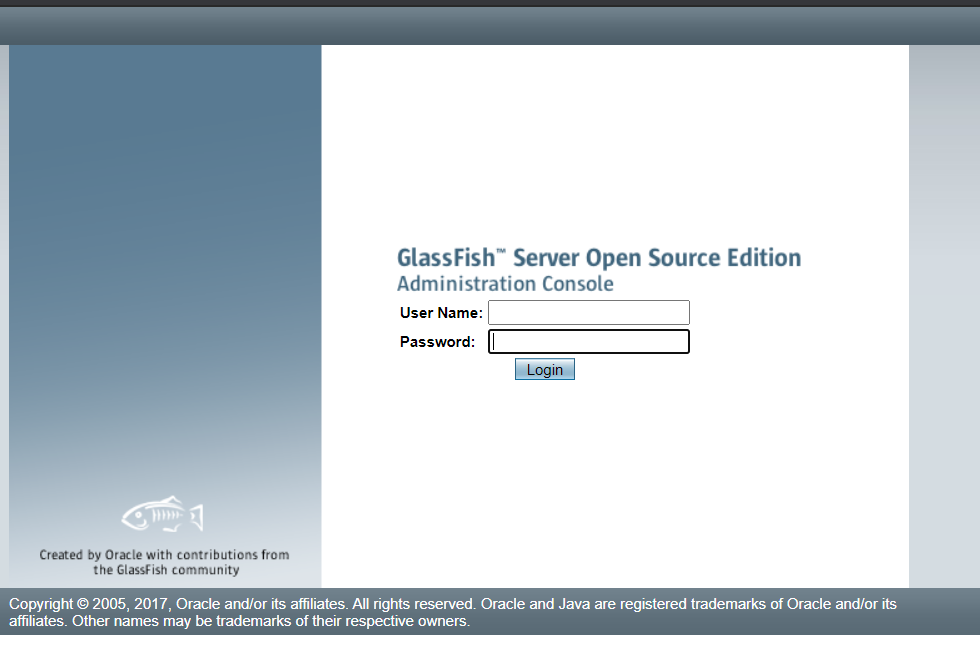 GlassFish™ Server Open Source Edition
Administration Console
User Name:
Password:
Login
Created by Oracle with contributions from
the GlassFish community
Copyright © 2005, 2017, Oracle and/or its affiliates. All rights reserved. Oracle and Java are registered trademarks of Oracle and/or its
affiliates. Other names may be trademarks of their respective owners.